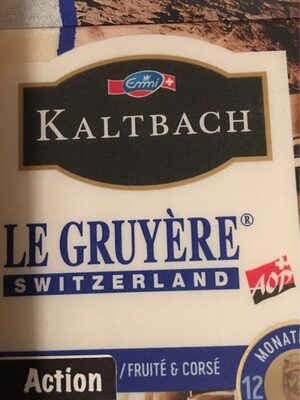 Emmi
KALTBACH
LE GRUYÈRE®
SWITZERLAND
AOP
/FRUITÉ & CORSÉ
Action
12